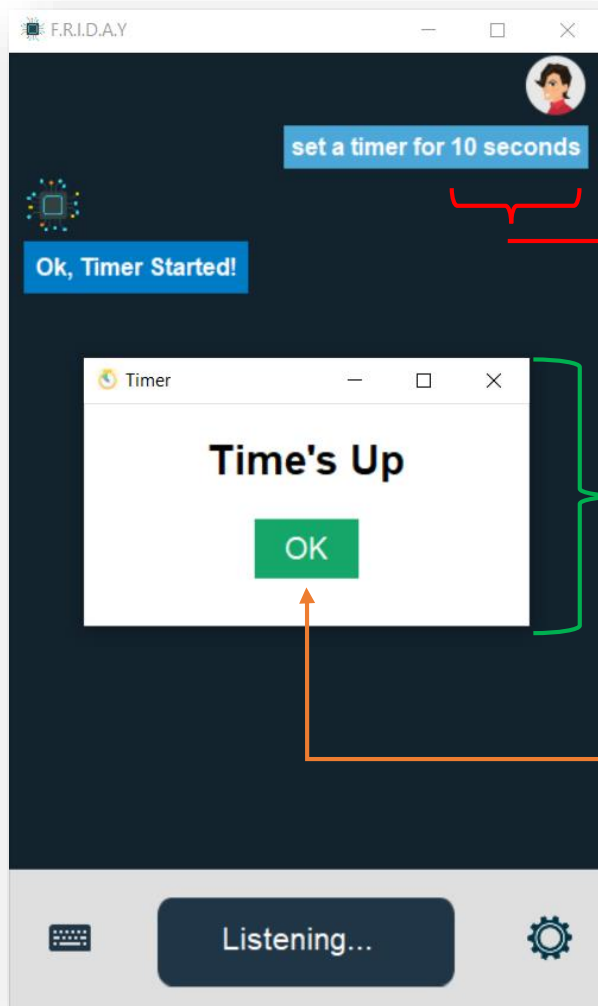 F.R.I.D.A.Y
set a timer for 10 seconds
Ok, Timer Started!
Timer
Time's Up
OK
Listening...